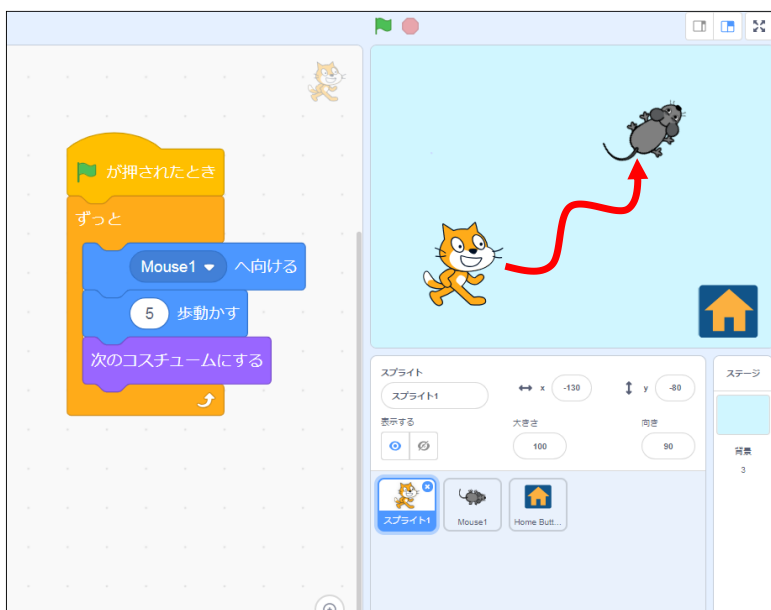 が押されたとき
ずっと
Mouse1 へ向ける
5 歩動かす
次のコスチュームにする
スプライト
スプライト1
x -130
y -80
表示する
大きさ
100
向き
90
スプライト1
Mouse1
Home Butt...
ステージ
背景
3